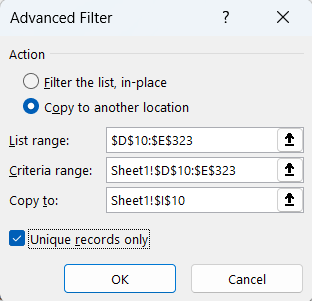 Advanced Filter ? ×
Action
Filter the list, in-place
Copy to another location
List range: $D$10:$E$323
Criteria range: Sheet1!$D$10:$E$323
Copy to: Sheet1!$I$10
Unique records only
OK Cancel